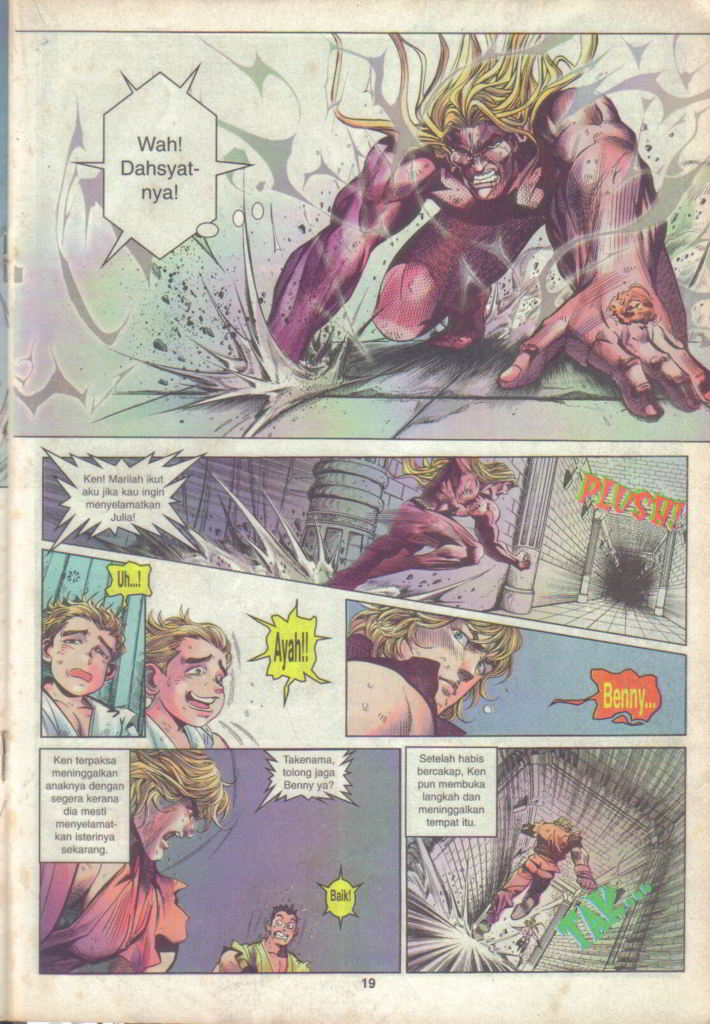 Wah!
Dahsyat-
nya!
Ken! Marilah ikut
aku jika kau ingin
menyelamatkan
Julia!
PLUSH!
Uh...!
Ayah!!
Benny...
Ken terpaksa
meninggalkan
anaknya dengan
segera kerana
dia mesti
menyelamat-
kan isterinya
sekarang.
Takenama,
tolong jaga
Benny ya?
Baik!
Setelah habis
bercakap, Ken
pun membuka
langkah dan
meninggalkan
tempat itu.
TAK...
19